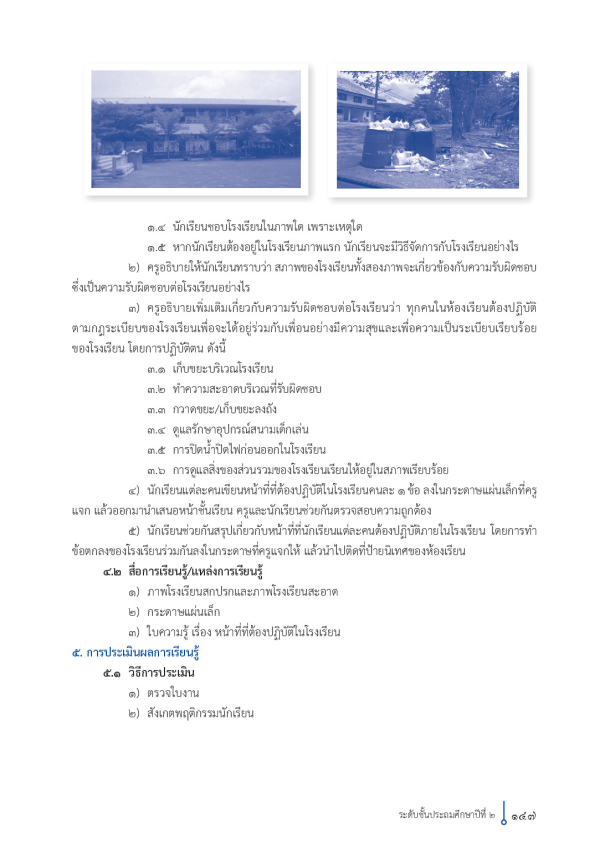 ๑.๔ นักเรียนชอบโรงเรียนในภาพใด เพราะเหตุใด
๑.๕ หากนักเรียนต้องอยู่ในโรงเรียนภาพแรก นักเรียนจะมีวิธีจัดการกับโรงเรียนอย่างไร
๒) ครูอธิบายให้นักเรียนทราบว่า สภาพของโรงเรียนทั้งสองภาพจะเกี่ยวข้องกับความรับผิดชอบ
ซึ่งเป็นความรับผิดชอบต่อโรงเรียนอย่างไร
๓) ครูอธิบายเพิ่มเติมเกี่ยวกับความรับผิดชอบต่อโรงเรียนว่า ทุกคนในห้องเรียนต้องปฏิบัติ
ตามกฎระเบียบของโรงเรียนเพื่อจะได้อยู่ร่วมกับเพื่อนอย่างมีความสุขและเพื่อความเป็นระเบียบเรียบร้อย
ของโรงเรียน โดยการปฏิบัติตน ดังนี้
๓.๑ เก็บขยะบริเวณโรงเรียน
๓.๒ ทำความสะอาดบริเวณที่รับผิดชอบ
๓.๓ กวาดขยะ/เก็บขยะลงถัง
๓.๔ ดูแลรักษาอุปกรณ์สนามเด็กเล่น
๓.๕ การปิดน้ำปิดไฟก่อนออกในโรงเรียน
๓.๖ การดูแลสิ่งของส่วนรวมของโรงเรียนเรียนให้อยู่ในสภาพเรียบร้อย
๔) นักเรียนแต่ละคนเขียนหน้าที่ที่ต้องปฏิบัติในโรงเรียนคนละ ๑ ข้อ ลงในกระดาษแผ่นเล็กที่ครู
แจก แล้วออกมานำเสนอหน้าชั้นเรียน ครูและนักเรียนช่วยกันตรวจสอบความถูกต้อง
๕) นักเรียนช่วยกันสรุปเกี่ยวกับหน้าที่ที่นักเรียนแต่ละคนต้องปฏิบัติภายในโรงเรียน โดยการทำ
ข้อตกลงของโรงเรียนร่วมกันลงในกระดาษที่ครูแจกให้ แล้วนำไปติดที่ป้ายนิเทศของห้องเรียน
๔.๒ สื่อการเรียนรู้/แหล่งการเรียนรู้
๑) ภาพโรงเรียนสกปรกและภาพโรงเรียนสะอาด
๒) กระดาษแผ่นเล็ก
๓) ใบความรู้ เรื่อง หน้าที่ที่ต้องปฏิบัติในโรงเรียน
๕. การประเมินผลการเรียนรู้
๕.๑ วิธีการประเมิน
๑) ตรวจใบงาน
๒) สังเกตพฤติกรรมนักเรียน
ระดับชั้นประถมศึกษาปีที่ ๒ ๑๔๗